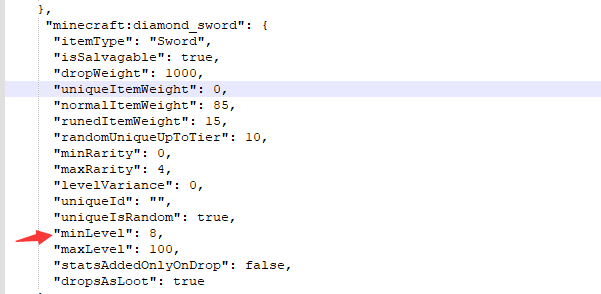 },
"minecraft:diamond_sword": {
"itemType": "Sword",
"isSalvagable": true,
"dropWeight": 1000,
"uniqueItemWeight": 0,
"normalItemWeight": 85,
"runedItemWeight": 15,
"randomUniqueUpToTier": 10,
"minRarity": 0,
"maxRarity": 4,
"levelVariance": 0,
"uniqueId": "",
"uniqueIsRandom": true,
"minLevel": 8,
"maxLevel": 100,
"statsAddedOnlyOnDrop": false,
"dropsAsLoot": true